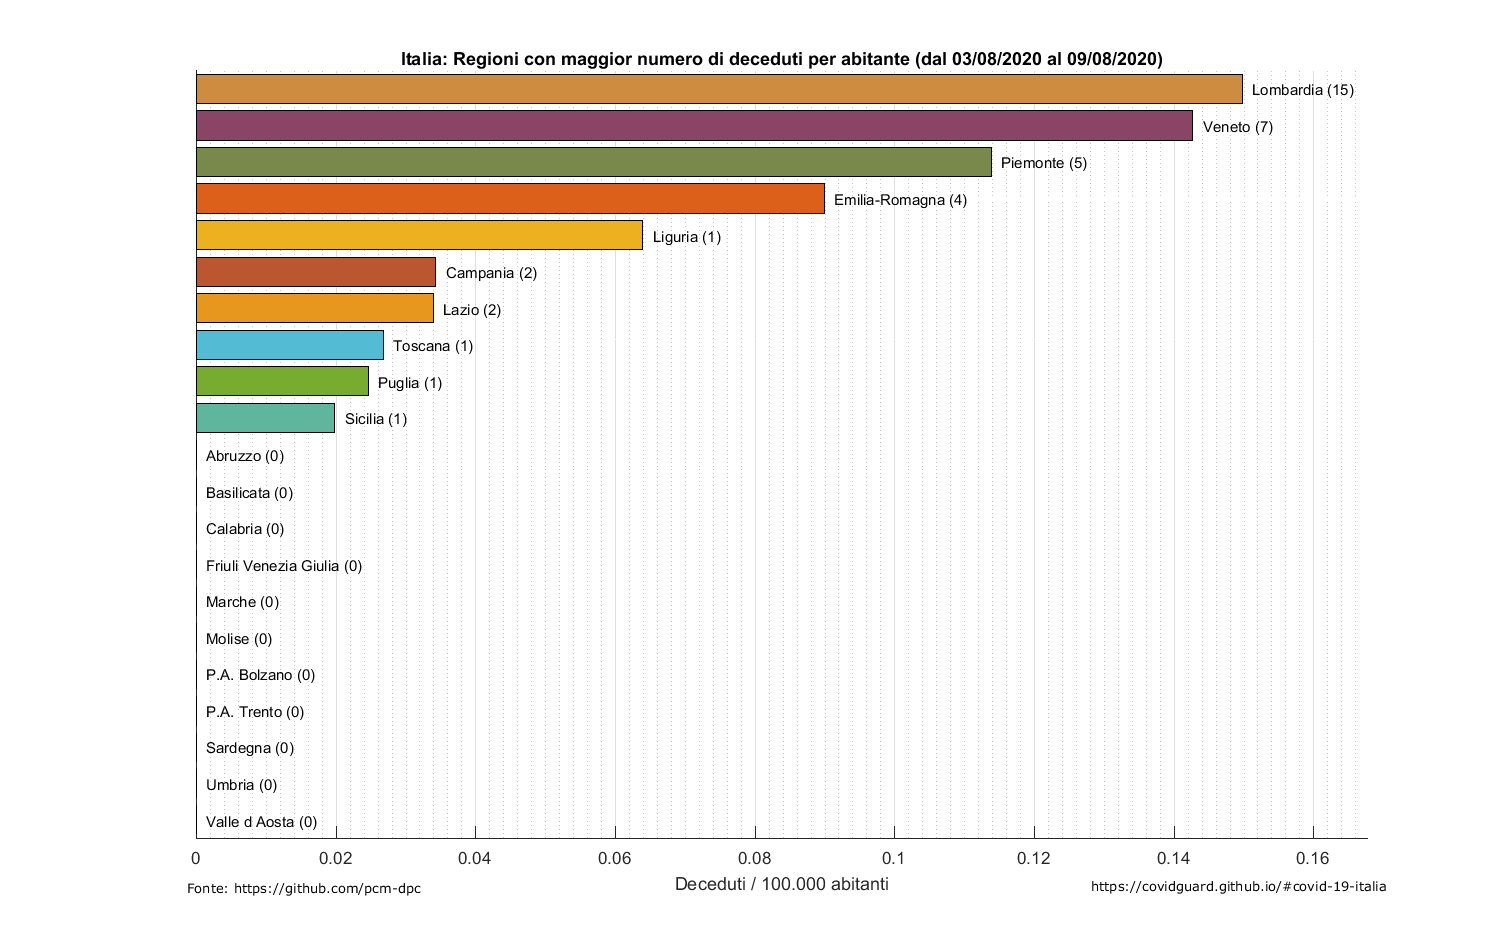 Italia: Regioni con maggior numero di deceduti per abitante (dal 03/08/2020 al 09/08/2020)
Lombardia (15)
Veneto (7)
Piemonte (5)
Emilia-Romagna (4)
Liguria (1)
Campania (2)
Lazio (2)
Toscana (1)
Puglia (1)
Sicilia (1)
Abruzzo (0)
Basilicata (0)
Calabria (0)
Friuli Venezia Giulia (0)
Marche (0)
Molise (0)
P.A. Bolzano (0)
P.A. Trento (0)
Sardegna (0)
Umbria (0)
Valle d Aosta (0)
0 0.02 0.04 0.06 0.08 0.1 0.12 0.14 0.16
Deceduti / 100.000 abitanti
Fonte: https://github.com/pcm-dpc
https://covidguard.github.io/#covid-19-italia